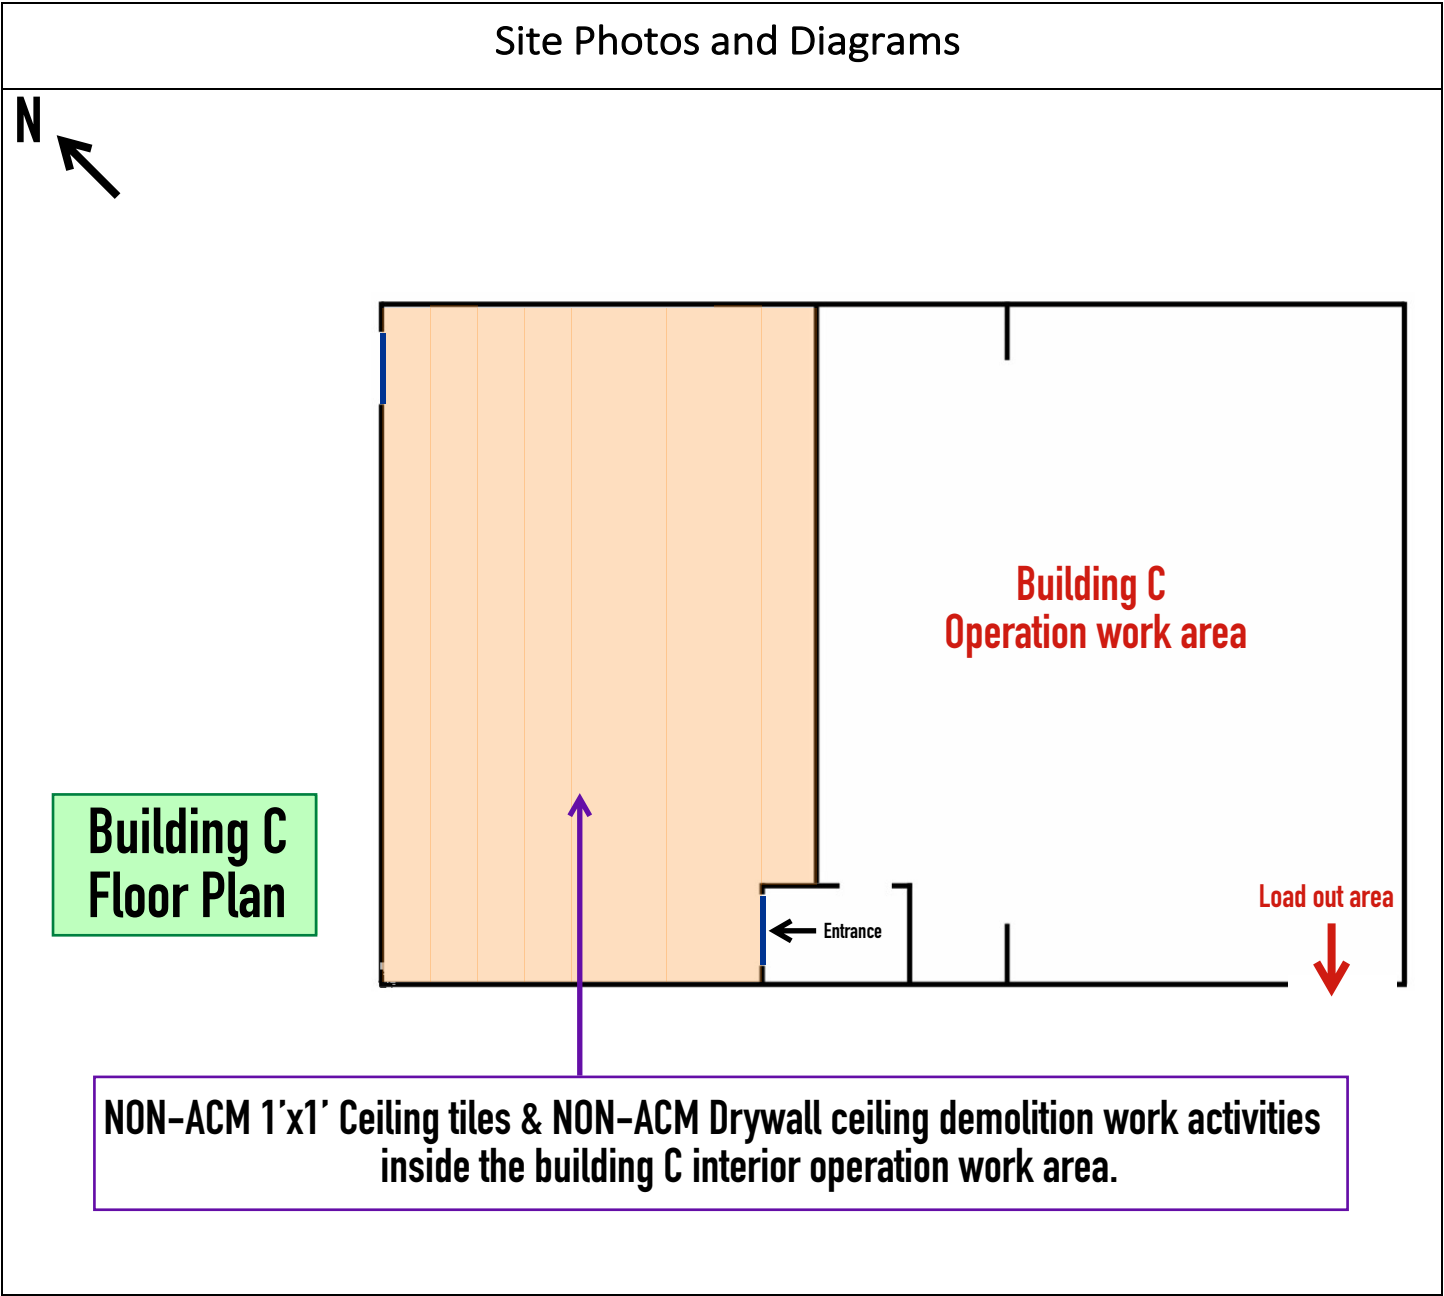 Site Photos and Diagrams
N
Building C
Operation work area
Building C
Floor Plan
Load out area
Entrance
NON-ACM 1’x1’ Ceiling tiles & NON-ACM Drywall ceiling demolition work activities
inside the building C interior operation work area.